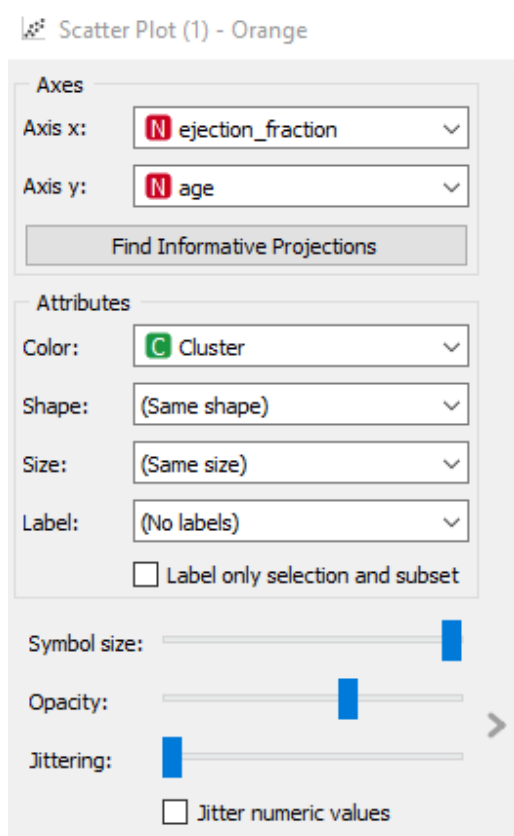 Scatter Plot (1) - Orange
Axes
Axis x: N ejection_fraction
Axis y: N age
Find Informative Projections
Attributes
Color: C Cluster
Shape: (Same shape)
Size: (Same size)
Label: (No labels)
Label only selection and subset
Symbol size:
Opacity:
Jittering:
Jitter numeric values